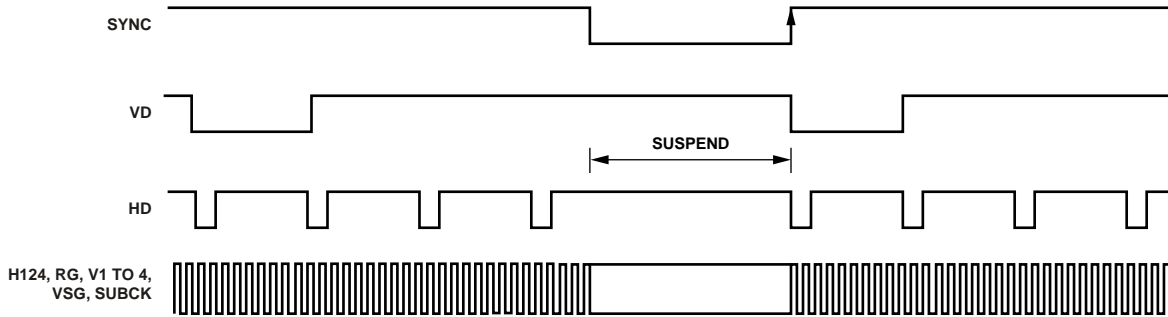 SYNC
VD
SUSPEND
HD
H124, RG, V1 TO 4,
VSG, SUBCK